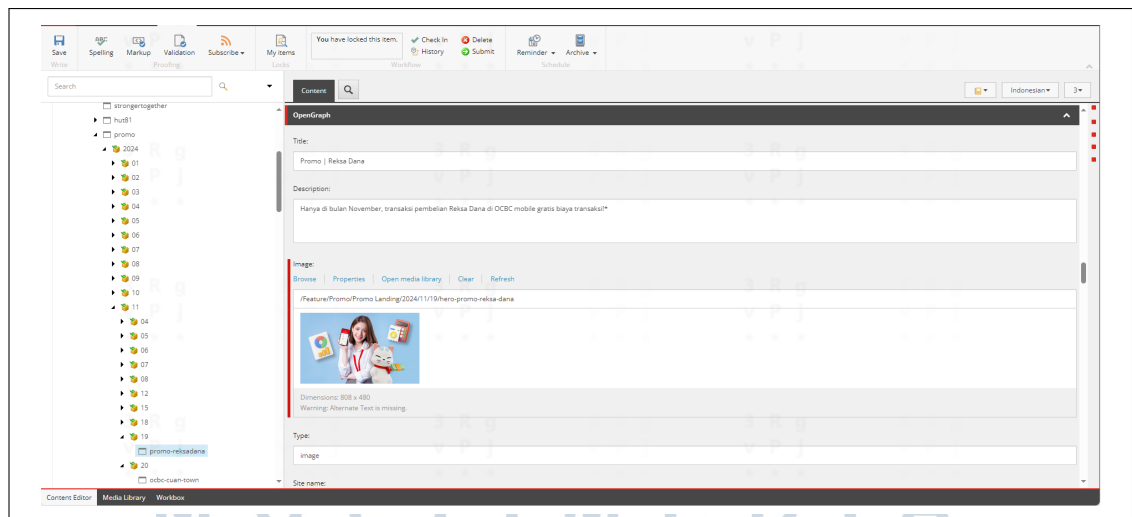 Save
Write
Spelling
Markup
Validation
Subscribe
Proofing
My items
Locks
You have locked this item.
Check In
History
Delete
Submit
Workflow
Reminder
Archive
Schedule
Search
Content
Indonesian
3
strongertogether
hut81
promo
2024
01
02
03
04
05
06
07
08
09
10
11
04
05
06
07
08
12
15
18
19
promo-reksadana
20
ocbc-cuan-town
OpenGraph
Title:
Promo | Reksa Dana
Description:
Hanya di bulan November, transaksi pembelian Reksa Dana di OCBC mobile gratis biaya transaksi!*
Image:
Browse Properties Open media library Clear Refresh
/Feature/Promo/Promo Landing/2024/11/19/hero-promo-reksa-dana
Dimensions: 808 x 480
Warning: Alternate Text is missing.
Type:
image
Site name:
Content Editor Media Library Workbox